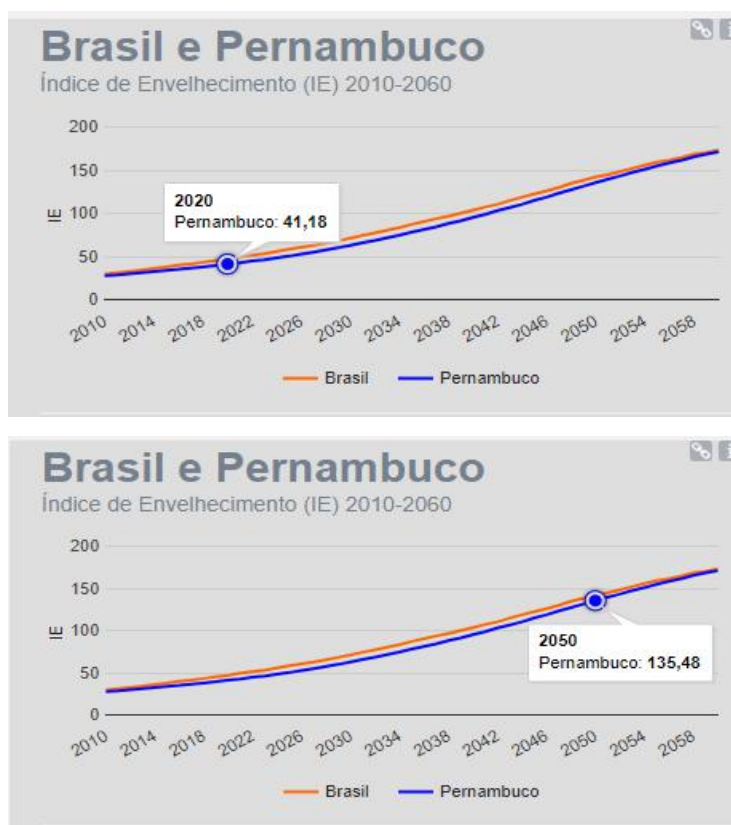 Brasil e Pernambuco
Índice de Envelhecimento (IE) 2010-2060
200
150
100
50
0
IE
2020
Pernambuco: 41,18
2010 2014 2018 2022 2026 2030 2034 2038 2042 2046 2050 2054 2058
Brasil Pernambuco
Brasil e Pernambuco
Índice de Envelhecimento (IE) 2010-2060
200
150
100
50
0
IE
2050
Pernambuco: 135,48
2010 2014 2018 2022 2026 2030 2034 2038 2042 2046 2050 2054 2058
Brasil Pernambuco